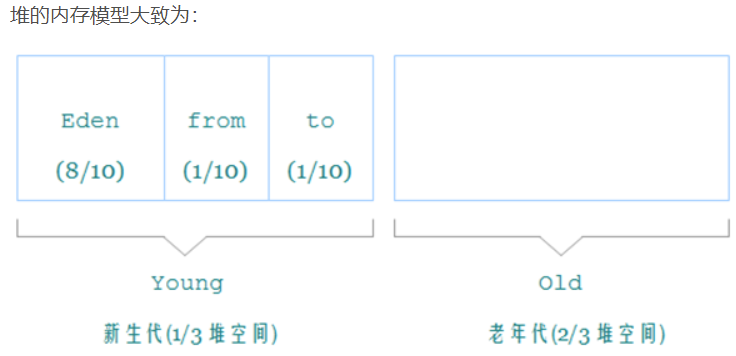 堆的内存模型大致为：
Eden from to
(8/10) (1/10) (1/10)
Young Old
新生代(1/3堆空间) 老年代(2/3堆空间)